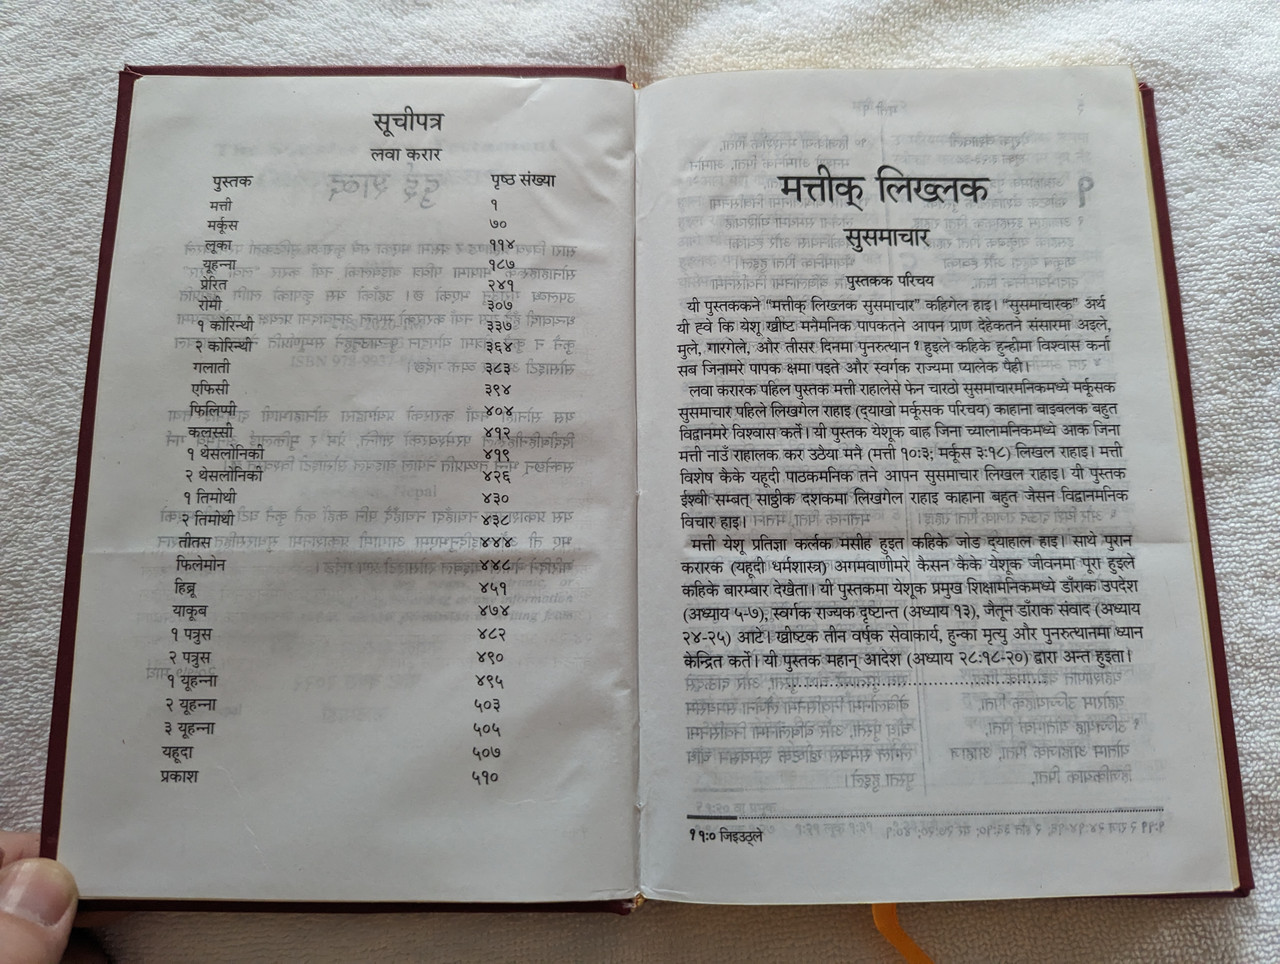 सूचीपत्र
लवा करार
पुस्तक पृष्ठ संख्या
मत्ती १
मर्कूस ७०
लूका ११४
यूहन्ना १८७
प्रेरित २४१
रोमी ३०७
१ कोरिन्थी ३३७
२ कोरिन्थी ३६४
गलाती ३८३
एफिसी ३९४
फिलिप्पी ४०४
कलस्सी ४१२
१ थेसलोनिकी ४१९
२ थेसलोनिकी ४२६
१ तिमोथी ४३०
२ तिमोथी ४३८
तीतस ४४४
फिलेमोन ४४८
हिब्रू ४५१
याकूब ४७४
१ पत्रुस ४८२
२ पत्रुस ४९०
१ यूहन्ना ४९५
२ यूहन्ना ५०३
३ यूहन्ना ५०५
यहूदा ५०७
प्रकाश ५१०
मत्तीक् लिख्लक
सुसमाचार
पुस्तकक परिचय
यी पुस्तककने “मत्तीक् लिखलक सुसमाचार” कहिगेल हाइ। “सुसमाचारक” अर्थ
यी ह्वे कि येशू ख्रीष्ट मनैमनिक पापकतने आपन प्राण देहेकतने संसारमा अइले,
मुले, गारगेले, और तीसर दिनमा पुनरुत्थान १ हुइले कहिके हुन्हीमा विश्वास कर्ना
सब जिनामरे पापक क्षमा पइते और स्वर्गक राज्यमा प्यालेक पैही।
लवा करारक पहिल पुस्तक मत्ती राहालेसे फेन चारठो सुसमाचारमनिकमध्ये मर्कूसक
सुसमाचार पहिले लिखगेल राहाइ (द्याखो मर्कूसक परिचय) काहाना बाइबलक बहुत
विद्वानमरे विश्वास कर्ते। यी पुस्तक येशूक बाह्र जिना च्यालामनिकमध्ये आक जिना
मत्ती नाउँ राहालक कर उठैया मनै (मत्ती १०:३; मर्कूस ३:१८) लिखल राहाइ। मत्ती
विशेष कैके यहूदी पाठकमनिक तने आपन सुसमाचार लिखल राहाइ। यी पुस्तक
ईश्वी सम्बत् साठ्ठीक दशकमा लिखगेल राहाइ काहाना बहुत जैसन विद्वानमनिक
विचार हाइ।
मत्ती येशू प्रतिज्ञा कर्लक मसीह हुइत कहिके जोड द्याहाल हाइ। साथे पुरान
करारक (यहूदी धर्मशास्त्र) अगमवाणीमरे कैसन कैके येशूक जीवनमा पूरा हुइले
कहिके बारम्बार देखैता। यी पुस्तकमा येशूक प्रमुख शिक्षामनिकमध्ये डाँराक उपदेश
(अध्याय ५-७), स्वर्गक राज्यक दृष्टान्त (अध्याय १३), जैतून डाँराक संवाद (अध्याय
२४-२५) आटे। ख्रीष्टक तीन वर्षक सेवाकार्य, हुन्का मृत्यु और पुनरुत्थानमा ध्यान
केन्द्रित कर्ते। यी पुस्तक महान् आदेश (अध्याय २८:१८-२०) द्वारा अन्त हुइता।
१ १:० जिइउठ्ले